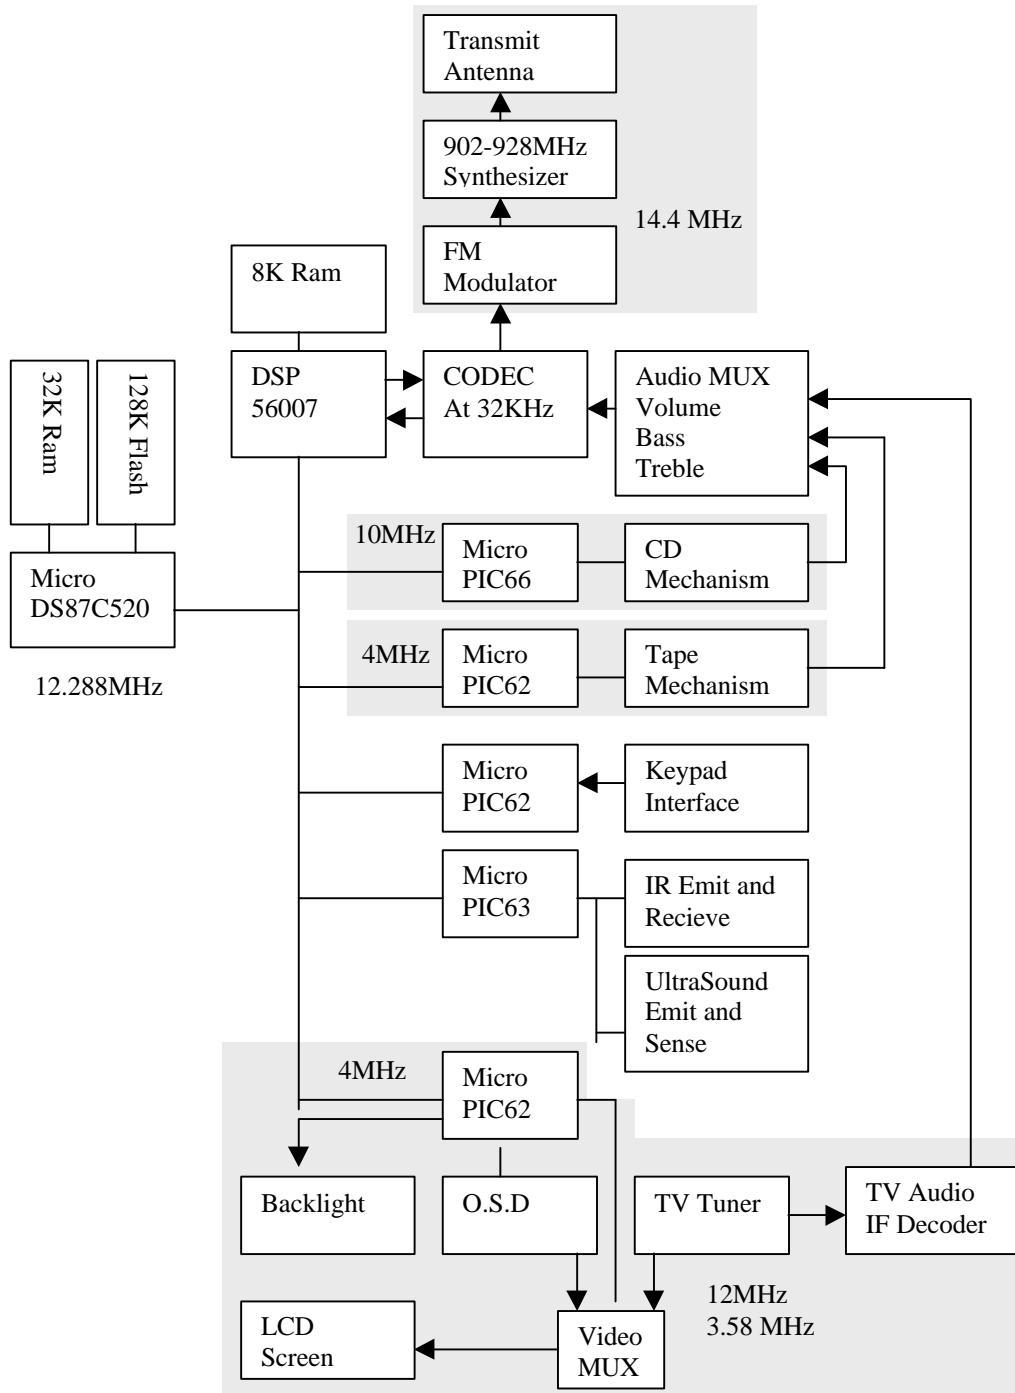 Transmit
Antenna
902-928MHz
Synthesizer
14.4 MHz
FM
Modulator
8K Ram
32K Ram
128K Flash
DSP
56007
CODEC
At 32KHz
Audio MUX
Volume
Bass
Treble
10MHz
Micro
PIC66
CD
Mechanism
Micro
DS87C520
12.288MHz
4MHz
Micro
PIC62
Tape
Mechanism
Micro
PIC62
Keypad
Interface
Micro
PIC63
IR Emit and
Recieve
UltraSound
Emit and
Sense
4MHz
Micro
PIC62
Backlight
O.S.D
TV Tuner
TV Audio
IF Decoder
12MHz
3.58 MHz
LCD
Screen
Video
MUX